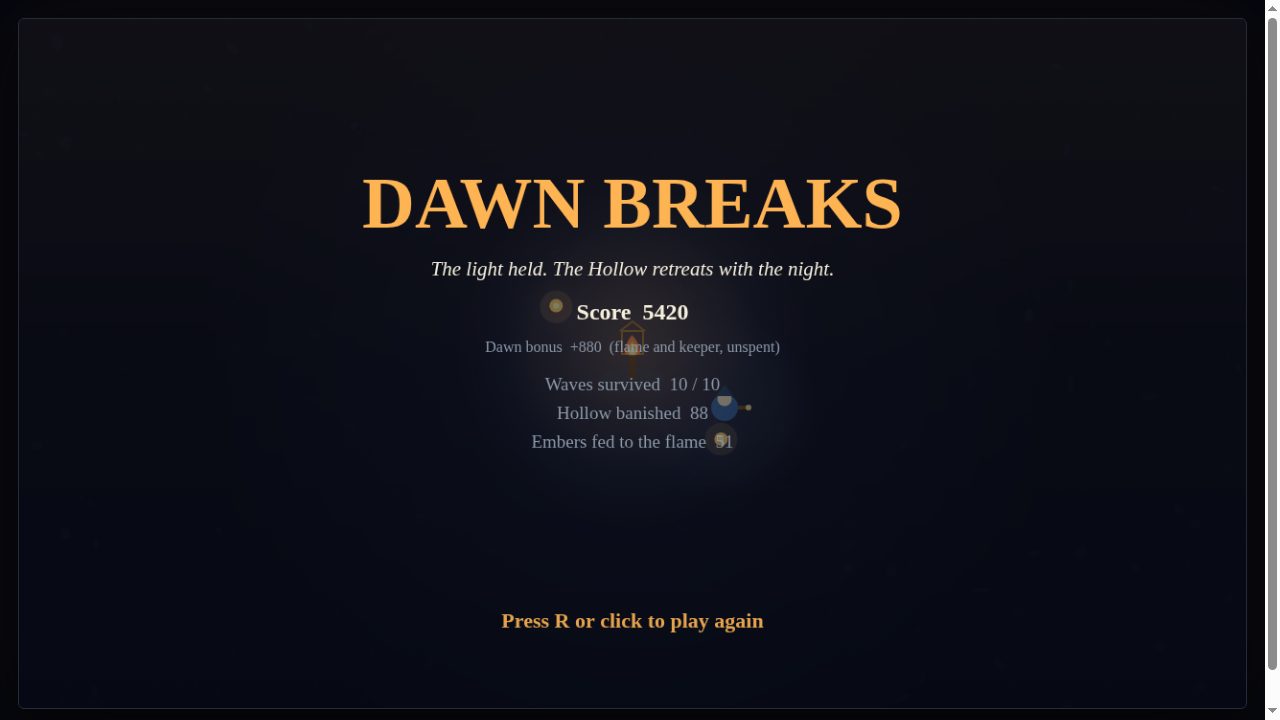 DAWN BREAKS
The light held. The Hollow retreats with the night.
Score 5420
Dawn bonus +880 (flame and keeper, unspent)
Waves survived 10 / 10
Hollow banished 88
Embers fed to the flame 51
Press R or click to play again